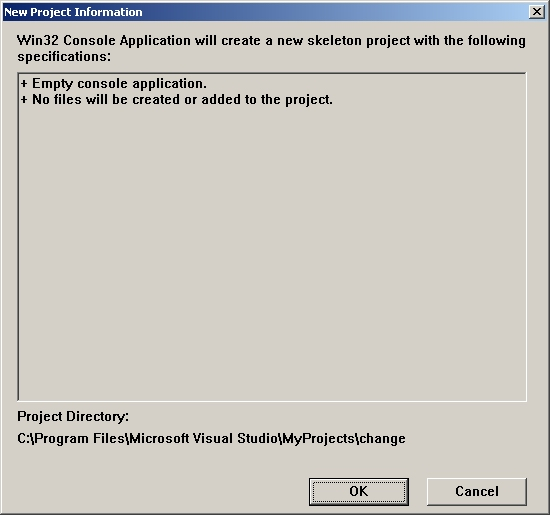 New Project Information
Win32 Console Application will create a new skeleton project with the following
specifications:
+ Empty console application.
+ No files will be created or added to the project.
Project Directory:
C:\Program Files\Microsoft Visual Studio\MyProjects\change
OK Cancel